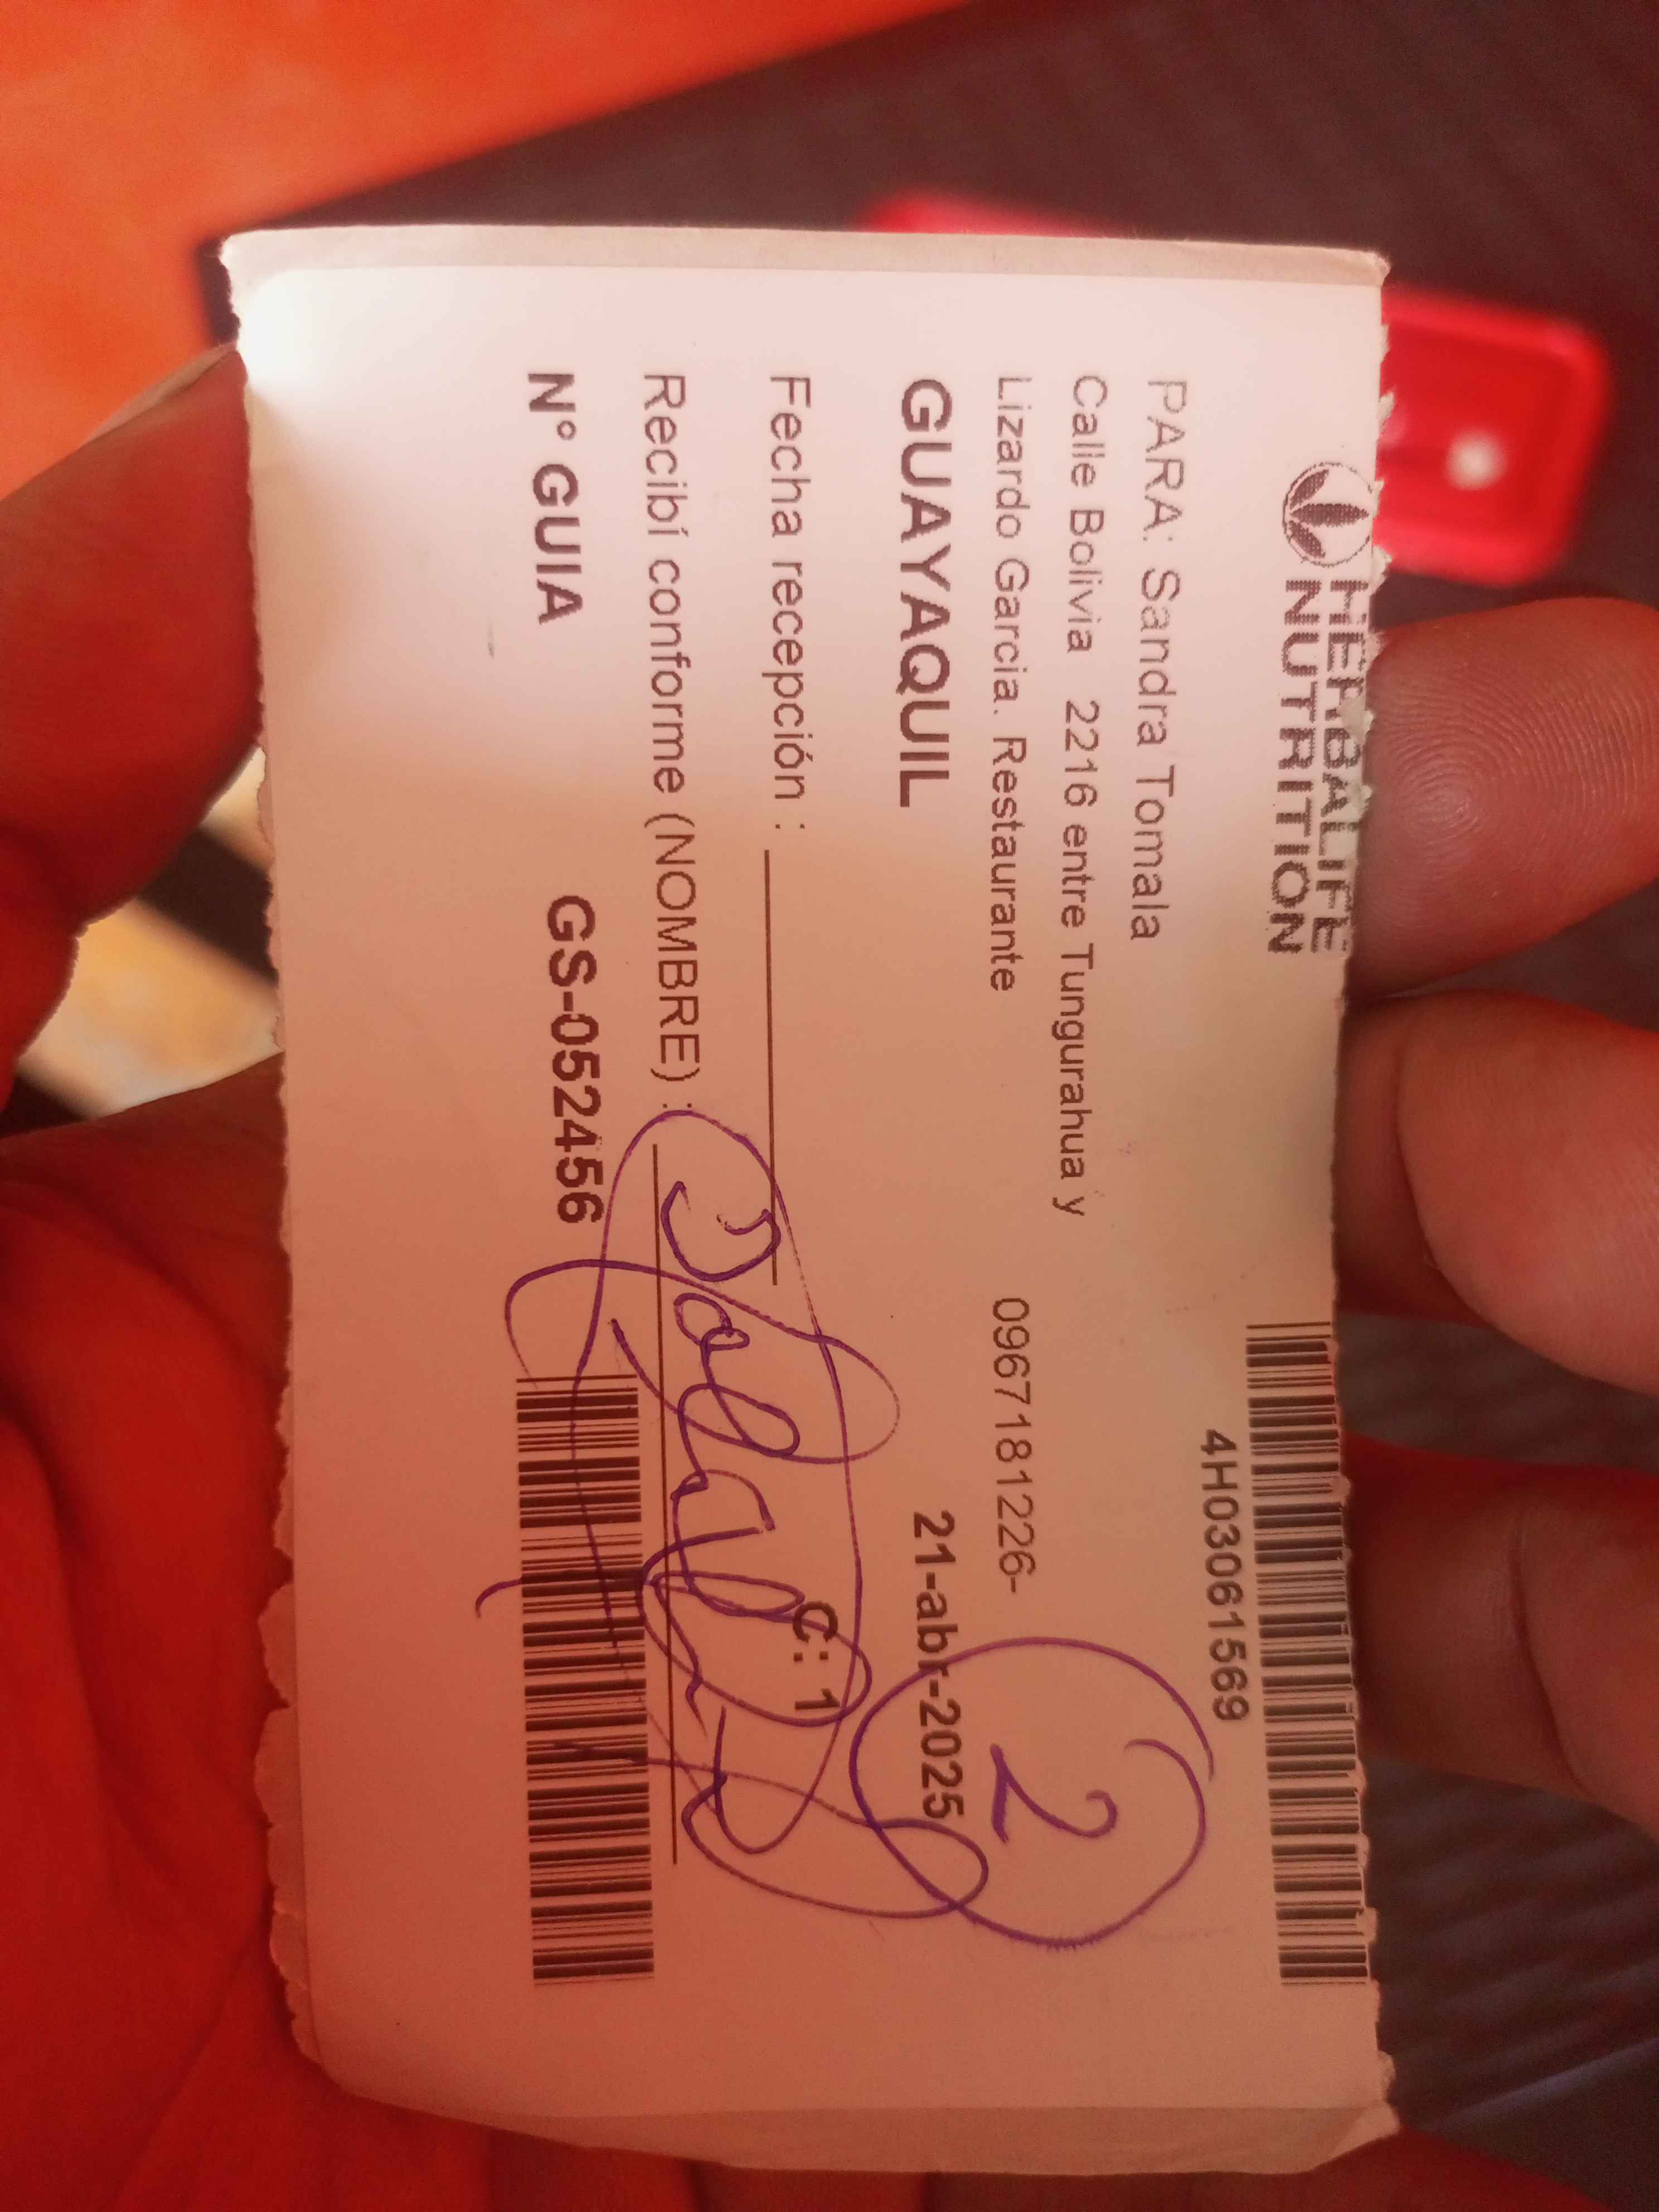 HERBALIFE
NUTRITION
4H03061569
PARA: Sandra Tomala
Calle Bolivia 2216 entre Tungurahua y
Lizardo Garcia. Restaurante 0967181226-
2
GUAYAQUIL 21-abr-2025
Fecha recepción :
C: 1
Recibí conforme (NOMBRE) :
N° GUIA GS-052456